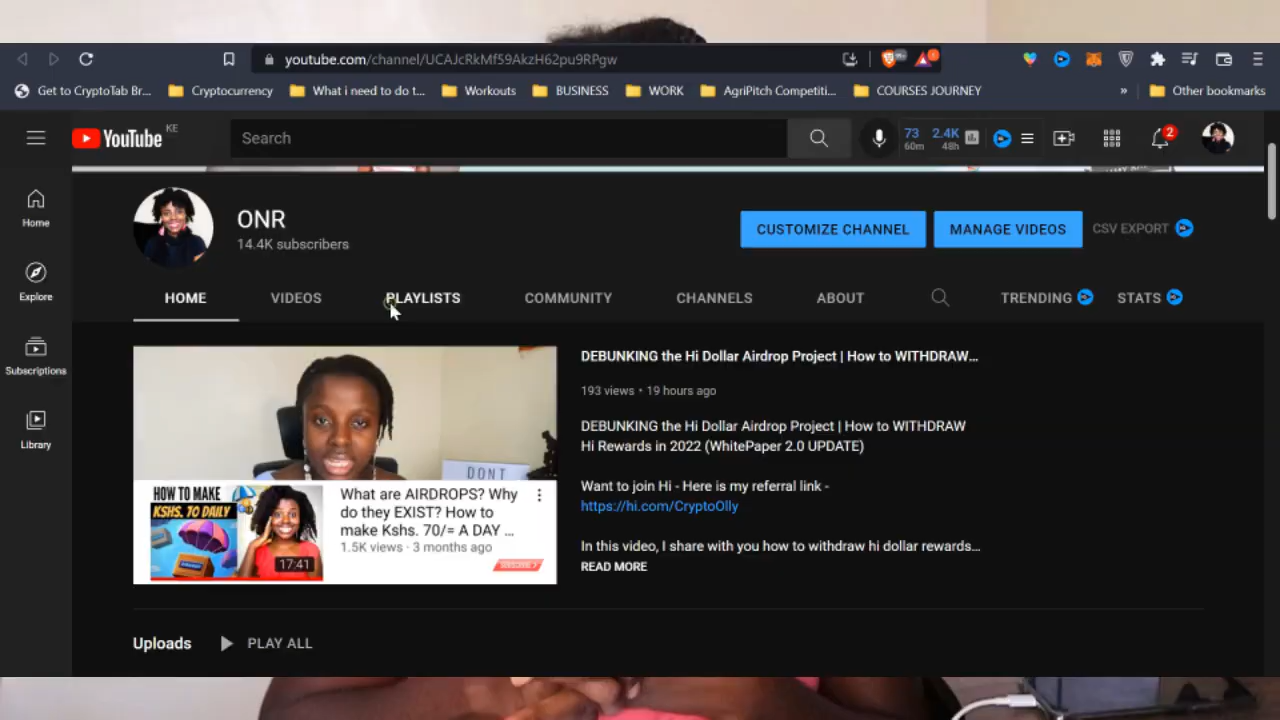 youtube.com/channel/UCAJcRkMf59AkzH62pu9RPgw
Get to CryptoTab Br...
Cryptocurrency
What i need to do t...
Workouts
BUSINESS
WORK
AgriPitch Competiti...
COURSES JOURNEY
»
Other bookmarks
YouTube KE
Search
73
60m
2.4K
48h
2
Home
Explore
Subscriptions
Library
ONR
14.4K subscribers
CUSTOMIZE CHANNEL
MANAGE VIDEOS
CSV EXPORT
HOME
VIDEOS
PLAYLISTS
COMMUNITY
CHANNELS
ABOUT
TRENDING
STATS
DONT
HOW TO MAKE
KSHS. 70 DAILY
17:41
What are AIRDROPS? Why
do they EXIST? How to
make Kshs. 70/= A DAY ...
1.5K views · 3 months ago
SUBSCRIBE
DEBUNKING the Hi Dollar Airdrop Project | How to WITHDRAW...
193 views • 19 hours ago
DEBUNKING the Hi Dollar Airdrop Project | How to WITHDRAW
Hi Rewards in 2022 (WhitePaper 2.0 UPDATE)
Want to join Hi - Here is my referral link -
https://hi.com/CryptoOlly
In this video, I share with you how to withdraw hi dollar rewards...
READ MORE
Uploads
PLAY ALL